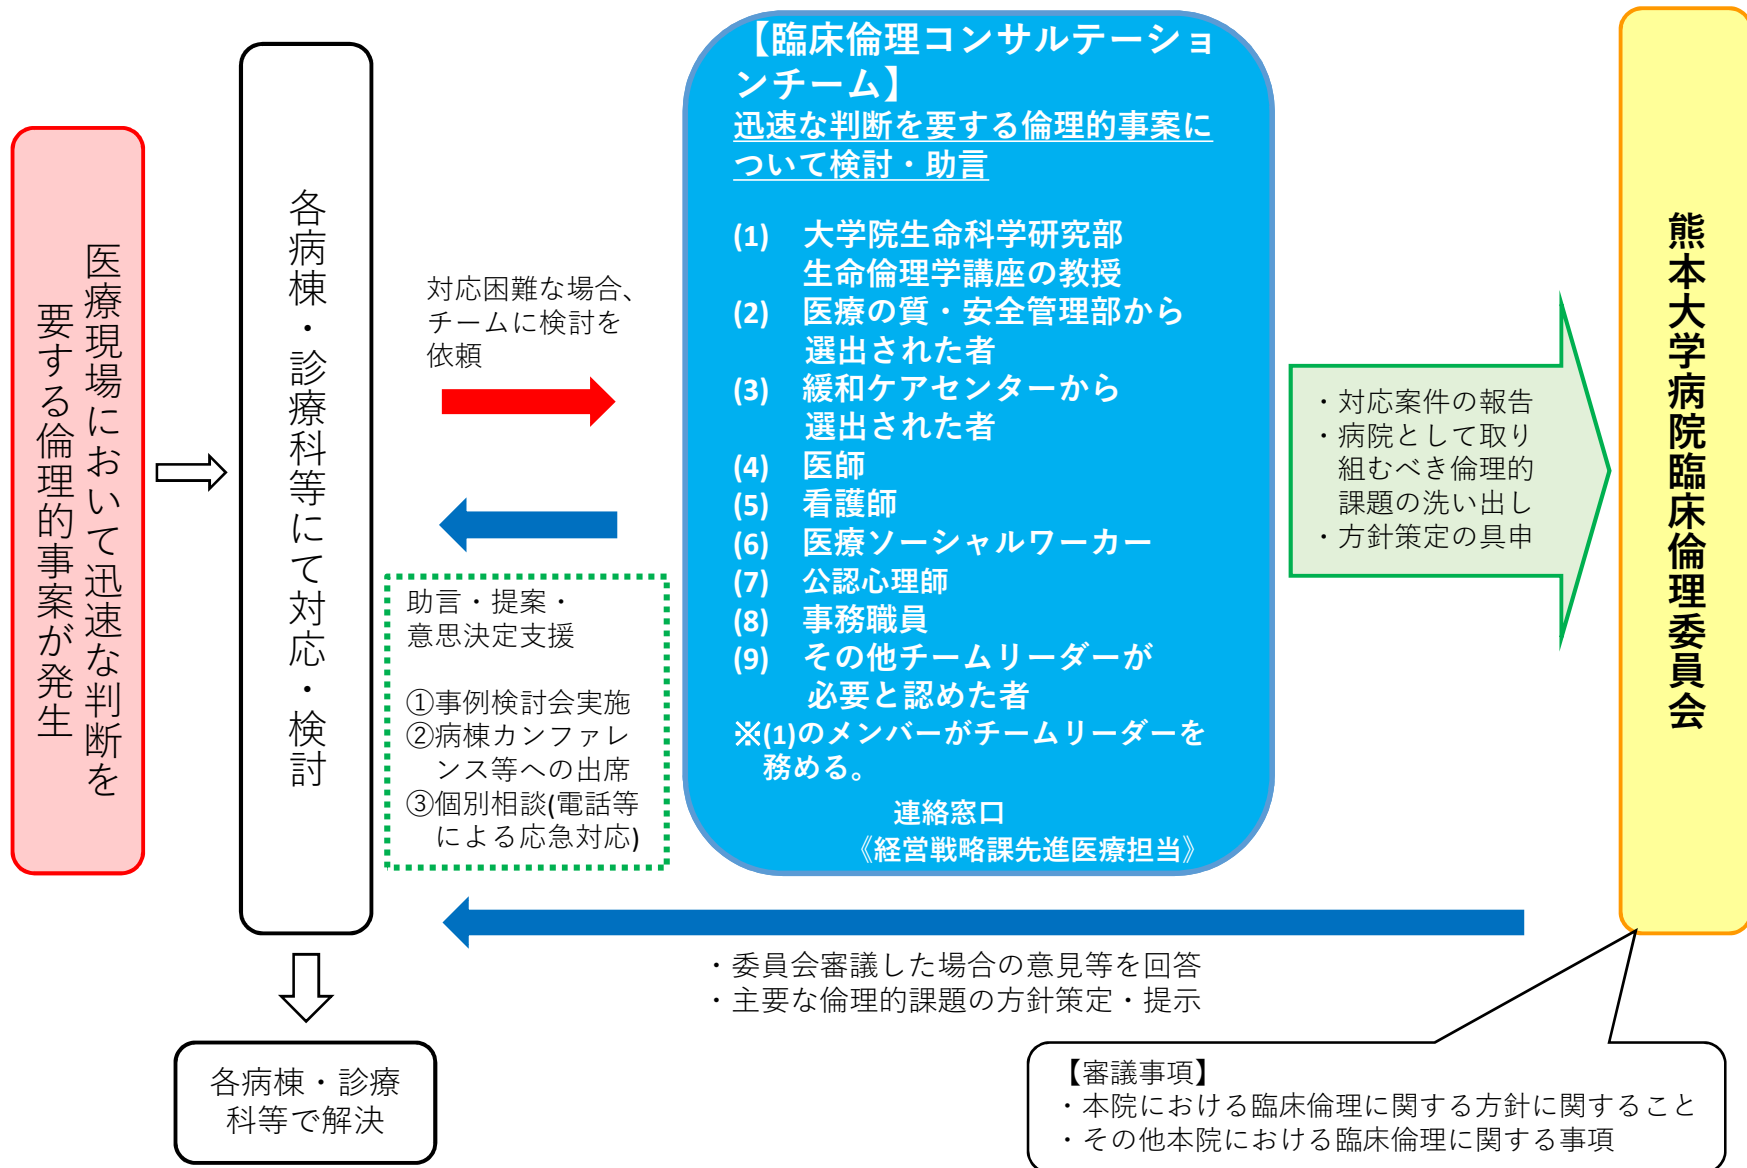 医療現場において迅速な判断を
要する倫理的事案が発生
各病棟・診療科等にて対応・検討
対応困難な場合、
チームに検討を
依頼
助言・提案・
意思決定支援
①事例検討会実施
②病棟カンファレ
ンス等への出席
③個別相談(電話等
による応急対応)
【臨床倫理コンサルテーショ
ンチーム】
迅速な判断を要する倫理的事案に
ついて検討・助言
(1) 大学院生命科学研究部
生命倫理学講座の教授
(2) 医療の質・安全管理部から
選出された者
(3) 緩和ケアセンターから
選出された者
(4) 医師
(5) 看護師
(6) 医療ソーシャルワーカー
(7) 公認心理師
(8) 事務職員
(9) その他チームリーダーが
必要と認めた者
※(1)のメンバーがチームリーダーを
務める。
連絡窓口
《経営戦略課先進医療担当》
・対応案件の報告
・病院として取り
組むべき倫理的
課題の洗い出し
・方針策定の具申
熊本大学病院臨床倫理委員会
・委員会審議した場合の意見等を回答
・主要な倫理的課題の方針策定・提示
各病棟・診療
科等で解決
【審議事項】
・本院における臨床倫理に関する方針に関すること
・その他本院における臨床倫理に関する事項